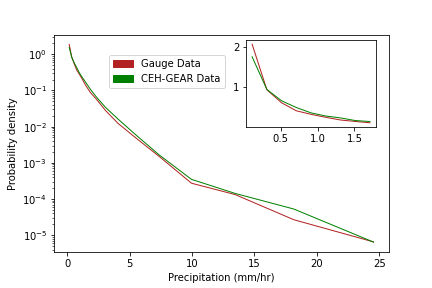 10⁰
10⁻¹
10⁻²
10⁻³
10⁻⁴
10⁻⁵
Probability density
Gauge Data
CEH-GEAR Data
2
1
0.5 1.0 1.5
0 5 10 15 20 25
Precipitation (mm/hr)